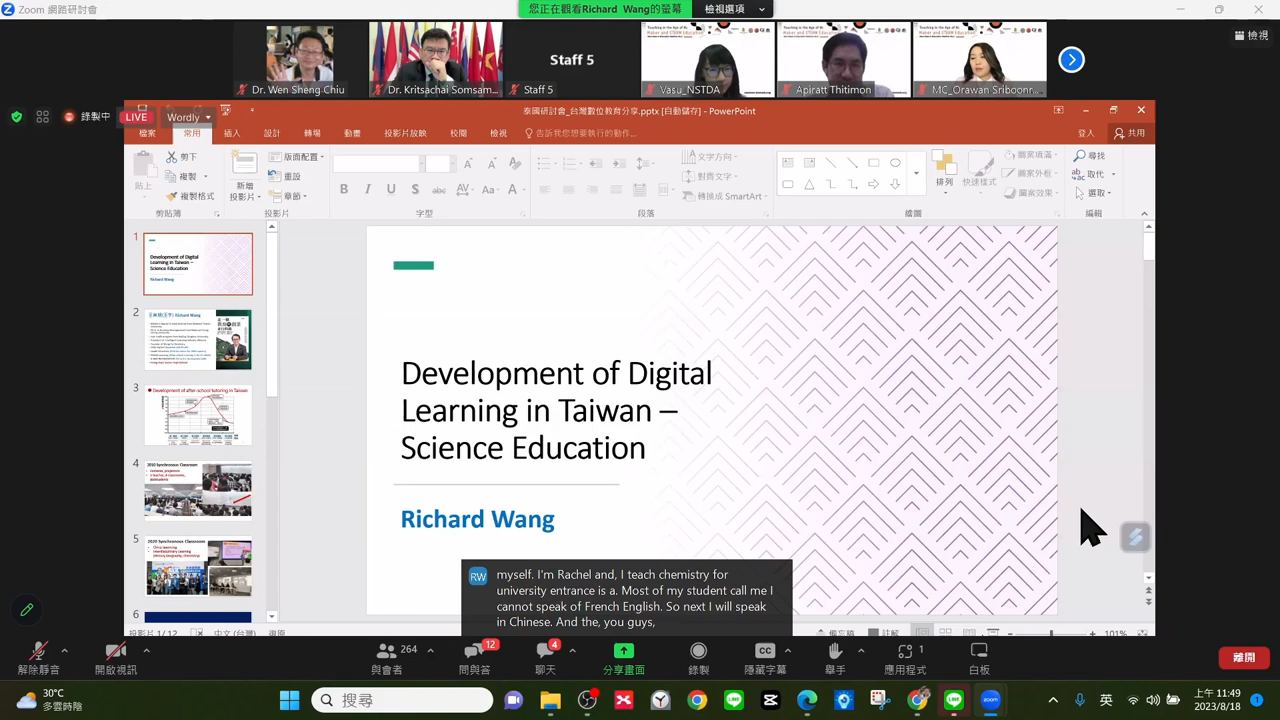 Zoom 網路研討會
您正在觀看Richard Wang的螢幕
檢視選項
檢視
Dr. Wen Sheng Chiu
Dr. Kritsachai Somsam...
Staff 5
Staff 5
Vasu_NSTDA
Apiratt Thitimon
MC_Orawan Sriboonr...
錄製中
LIVE
Wordly
泰國研討會_台灣數位教育分享.pptx [自動儲存] - PowerPoint
檔案
常用
插入
設計
轉場
動畫
投影片放映
校閱
檢視
告訴我您想要執行的動作...
登入
共用
貼上
剪下
複製
複製格式
剪貼簿
新增
投影片
版面配置
重設
章節
投影片
字型
文字方向
對齊文字
轉換成 SmartArt
段落
排列
快速樣式
圖案填滿
圖案外框
圖案效果
繪圖
尋找
取代
選取
編輯
1
Development of Digital
Learning in Taiwan –
Science Education
Richard Wang
2
Richard Wang
3
Development of after-school tutoring in Taiwan
4
2010 Synchronous Classroom
5
2020 Synchronous Classroom
6
Development of Digital
Learning in Taiwan –
Science Education
Richard Wang
RW
myself. I'm Rachel and, I teach chemistry for
university entrance is a. Most of my student call me I
cannot speak of French English. So next I will speak
in Chinese. And the, you guys,
投影片 1/12
中文 (台灣)
備忘稿
註解
101%
解除靜音
開啟視訊
264
與會者
12
問與答
4
聊天
分享畫面
錄製
CC
隱藏字幕
舉手
1
應用程式
白板
離開
30°C
多雲時陰
搜尋
英
上午 11:49
2023/8/18
1